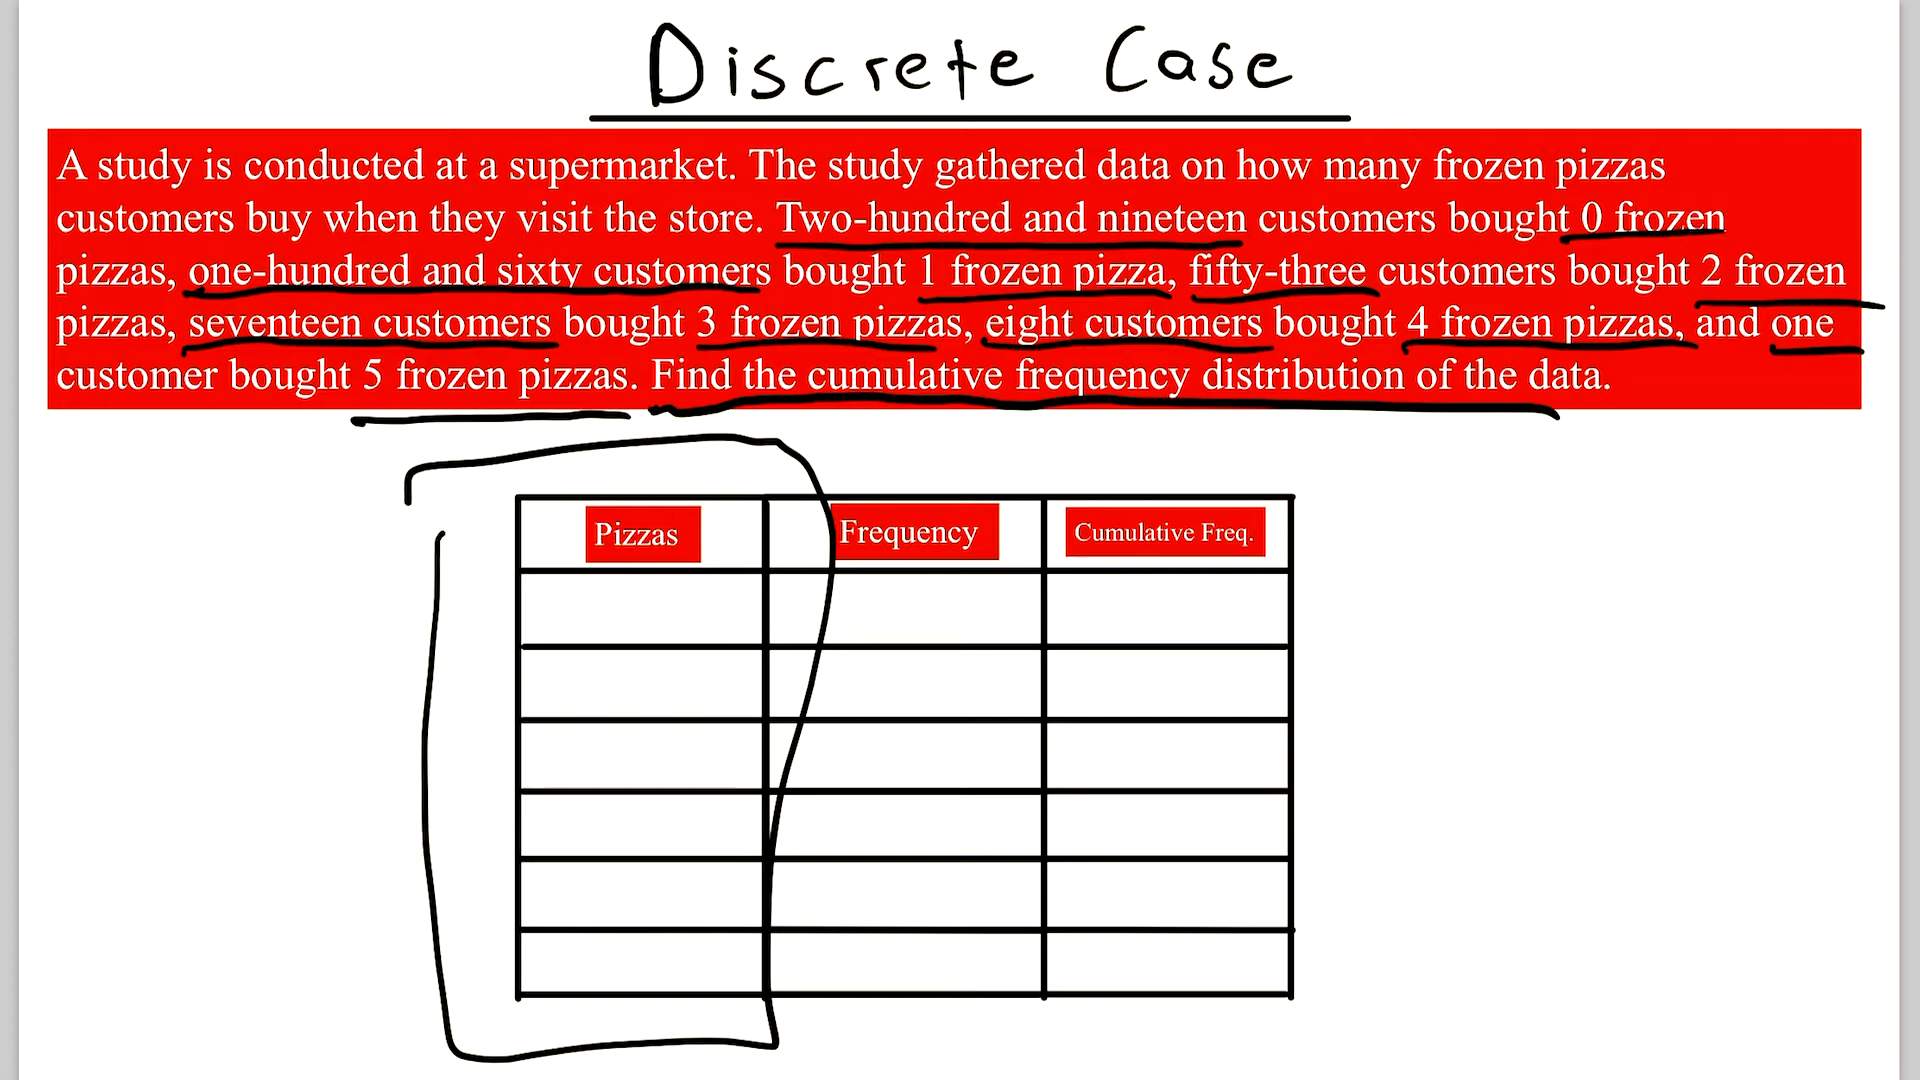 Discrete Case
A study is conducted at a supermarket. The study gathered data on how many frozen pizzas
customers buy when they visit the store. Two-hundred and nineteen customers bought 0 frozen
pizzas, one-hundred and sixty customers bought 1 frozen pizza, fifty-three customers bought 2 frozen
pizzas, seventeen customers bought 3 frozen pizzas, eight customers bought 4 frozen pizzas, and one
customer bought 5 frozen pizzas. Find the cumulative frequency distribution of the data.
Pizzas Frequency Cumulative Freq.